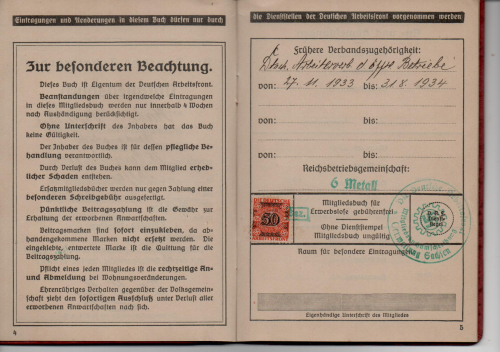 Eintragungen und Aenderungen in diesem Buch dürfen nur durch
Zur besonderen Beachtung.
Dieses Buch ist Eigentum der Deutschen Arbeitsfront.
Beanstandungen über irgendwelche Eintragungen
in dieses Mitgliedsbuch werden nur innerhalb 4 Wochen
nach Aushändigung berücksichtigt.
Ohne Unterschrift des Inhabers hat das Buch
keine Gültigkeit.
Der Inhaber des Buches ist für dessen pflegliche Be-
handlung verantwortlich.
Durch Verlust des Buches kann dem Mitglied erheb-
licher Schaden entstehen.
Ersatzmitgliedsbücher werden nur gegen Zahlung einer
besonderen Schreibgebühr ausgefertigt.
Pünktliche Beitragszahlung ist die Gewähr zur
Erhaltung der erworbenen Anwartschaften.
Beitragsmarken sind sofort einzukleben, da ab-
handengekommene Marken nicht ersetzt werden. Die
eingeklebte, entwertete Marke ist die Quittung für die
Beitragszahlung.
Pflicht eines jeden Mitgliedes ist die rechtzeitige An-
und Abmeldung bei Wohnungsveränderungen.
Ehrenrühriges Verhalten gegenüber der Volksgemein-
schaft zieht den sofortigen Ausschluß unter Verlust aller
erworbenen Anwartschaften nach sich.
4
die Dienststellen der Deutschen Arbeitsfront vorgenommen werden
Frühere Verbandszugehörigkeit:
Betriebe
von: 27. 11. 1933 bis: 31.8.1934
von: bis:
von: bis:
Reichsbetriebsgemeinschaft:
6 Metall
50
Mitgliedsbuch für
Erwerbslose gebührenfrei
Ohne Dienststempel
Mitgliedsbuch ungültig
Raum für besondere Eintragungen
Eigenhändige Unterschrift des Mitgliedes
5